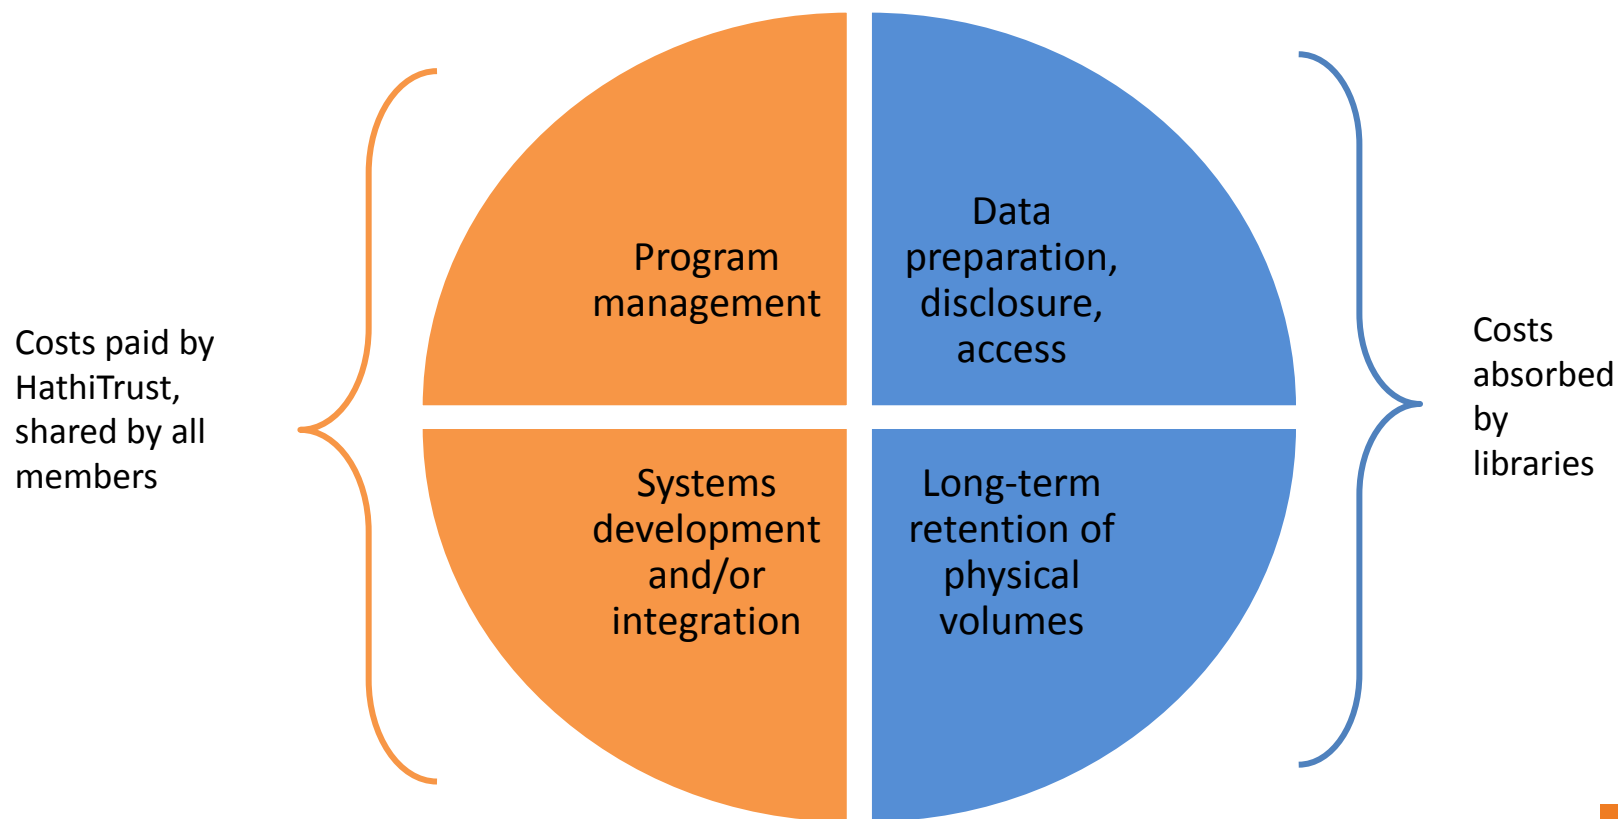 Costs paid by
HathiTrust,
shared by all
members
Program
management
Data
preparation,
disclosure,
access
Systems
development
and/or
integration
Long-term
retention of
physical
volumes
Costs
absorbed
by
libraries